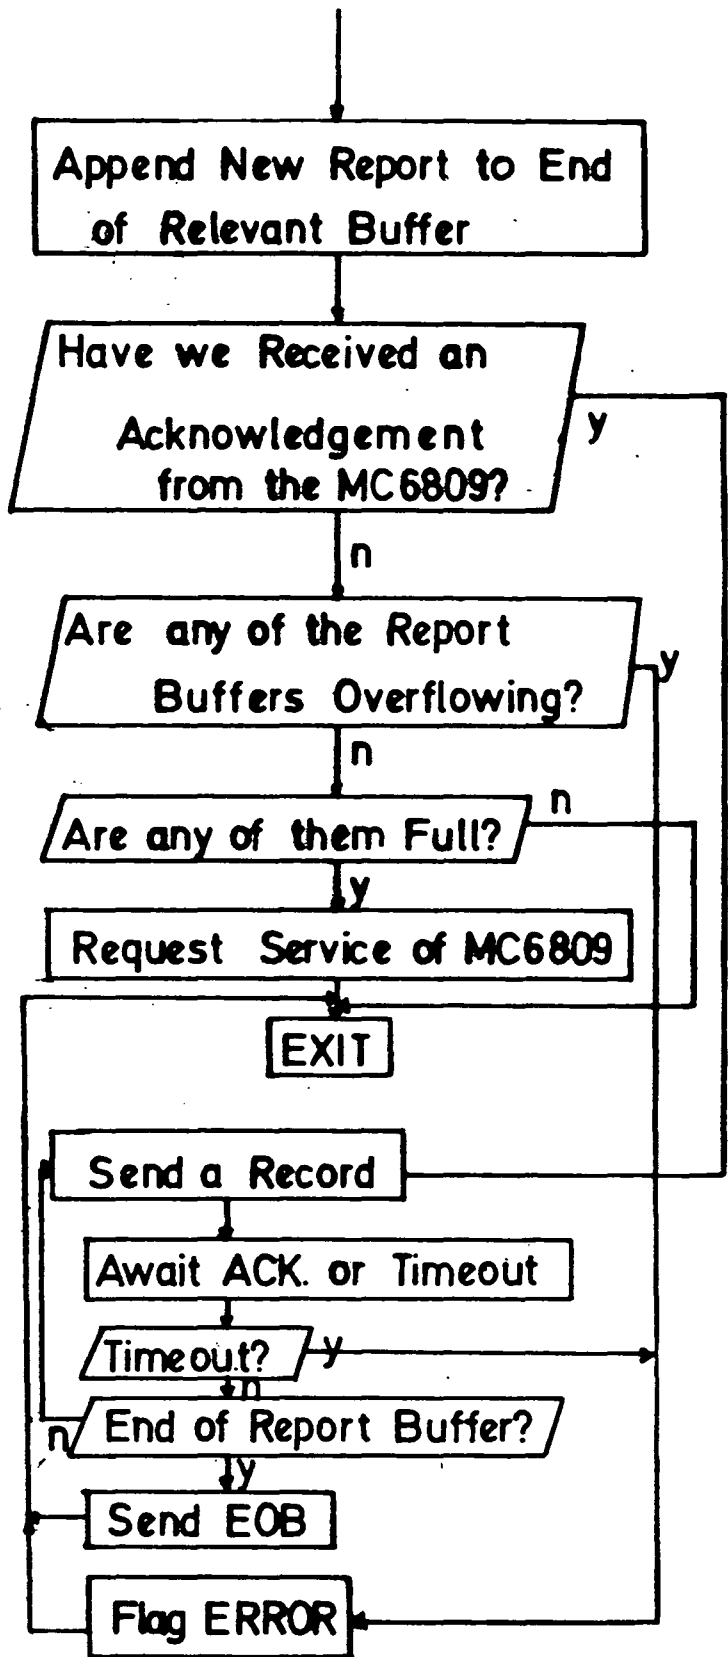 Append New Report to End
of Relevant Buffer
Have we Received an
Acknowledgement
from the MC6809?
y
n
Are any of the Report
Buffers Overflowing?
y
n
Are any of them Full?
n
y
Request Service of MC6809
EXIT
Send a Record
Await ACK. or Timeout
Timeout?
y
n
End of Report Buffer?
n
y
Send EOB
Flag ERROR